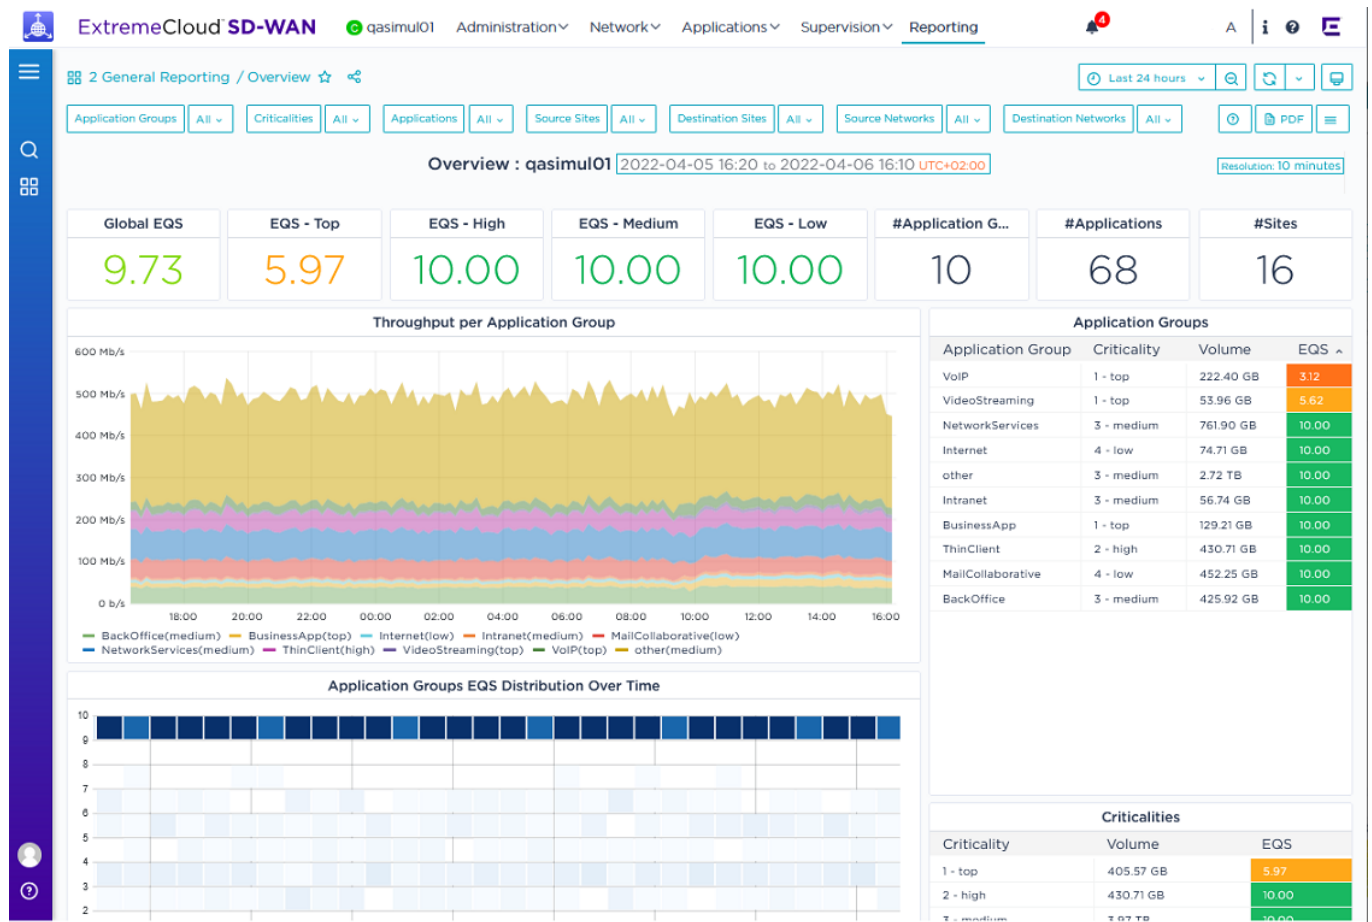 ExtremeCloud™ SD-WAN C qasimul01 Administration Network Applications Supervision Reporting 4 A i ? E
2 General Reporting / Overview Last 24 hours
Application Groups All Criticalities All Applications All Source Sites All Destination Sites All Source Networks All Destination Networks All PDF
Overview : qasimul01 2022-04-05 16:20 to 2022-04-06 16:10 UTC+02:00 Resolution: 10 minutes
Global EQS EQS - Top EQS - High EQS - Medium EQS - Low #Application G... #Applications #Sites
9.73 5.97 10.00 10.00 10.00 10 68 16
Throughput per Application Group
600 Mb/s
500 Mb/s
400 Mb/s
300 Mb/s
200 Mb/s
100 Mb/s
0 b/s
18:00 20:00 22:00 00:00 02:00 04:00 06:00 08:00 10:00 12:00 14:00 16:00
BackOffice(medium) BusinessApp(top) Internet(low) Intranet(medium) MailCollaborative(low)
NetworkServices(medium) ThinClient(high) VideoStreaming(top) VoIP(top) other(medium)
Application Groups
Application Group Criticality Volume EQS
VoIP 1 - top 222.40 GB 3.12
VideoStreaming 1 - top 53.96 GB 5.62
NetworkServices 3 - medium 761.90 GB 10.00
Internet 4 - low 74.71 GB 10.00
other 3 - medium 2.72 TB 10.00
Intranet 3 - medium 56.74 GB 10.00
BusinessApp 1 - top 129.21 GB 10.00
ThinClient 2 - high 430.71 GB 10.00
MailCollaborative 4 - low 452.25 GB 10.00
BackOffice 3 - medium 425.92 GB 10.00
Application Groups EQS Distribution Over Time
10
9
8
7
6
5
4
3
2
Criticalities
Criticality Volume EQS
1 - top 405.57 GB 5.97
2 - high 430.71 GB 10.00
3 - medium 3.97 TB 10.00